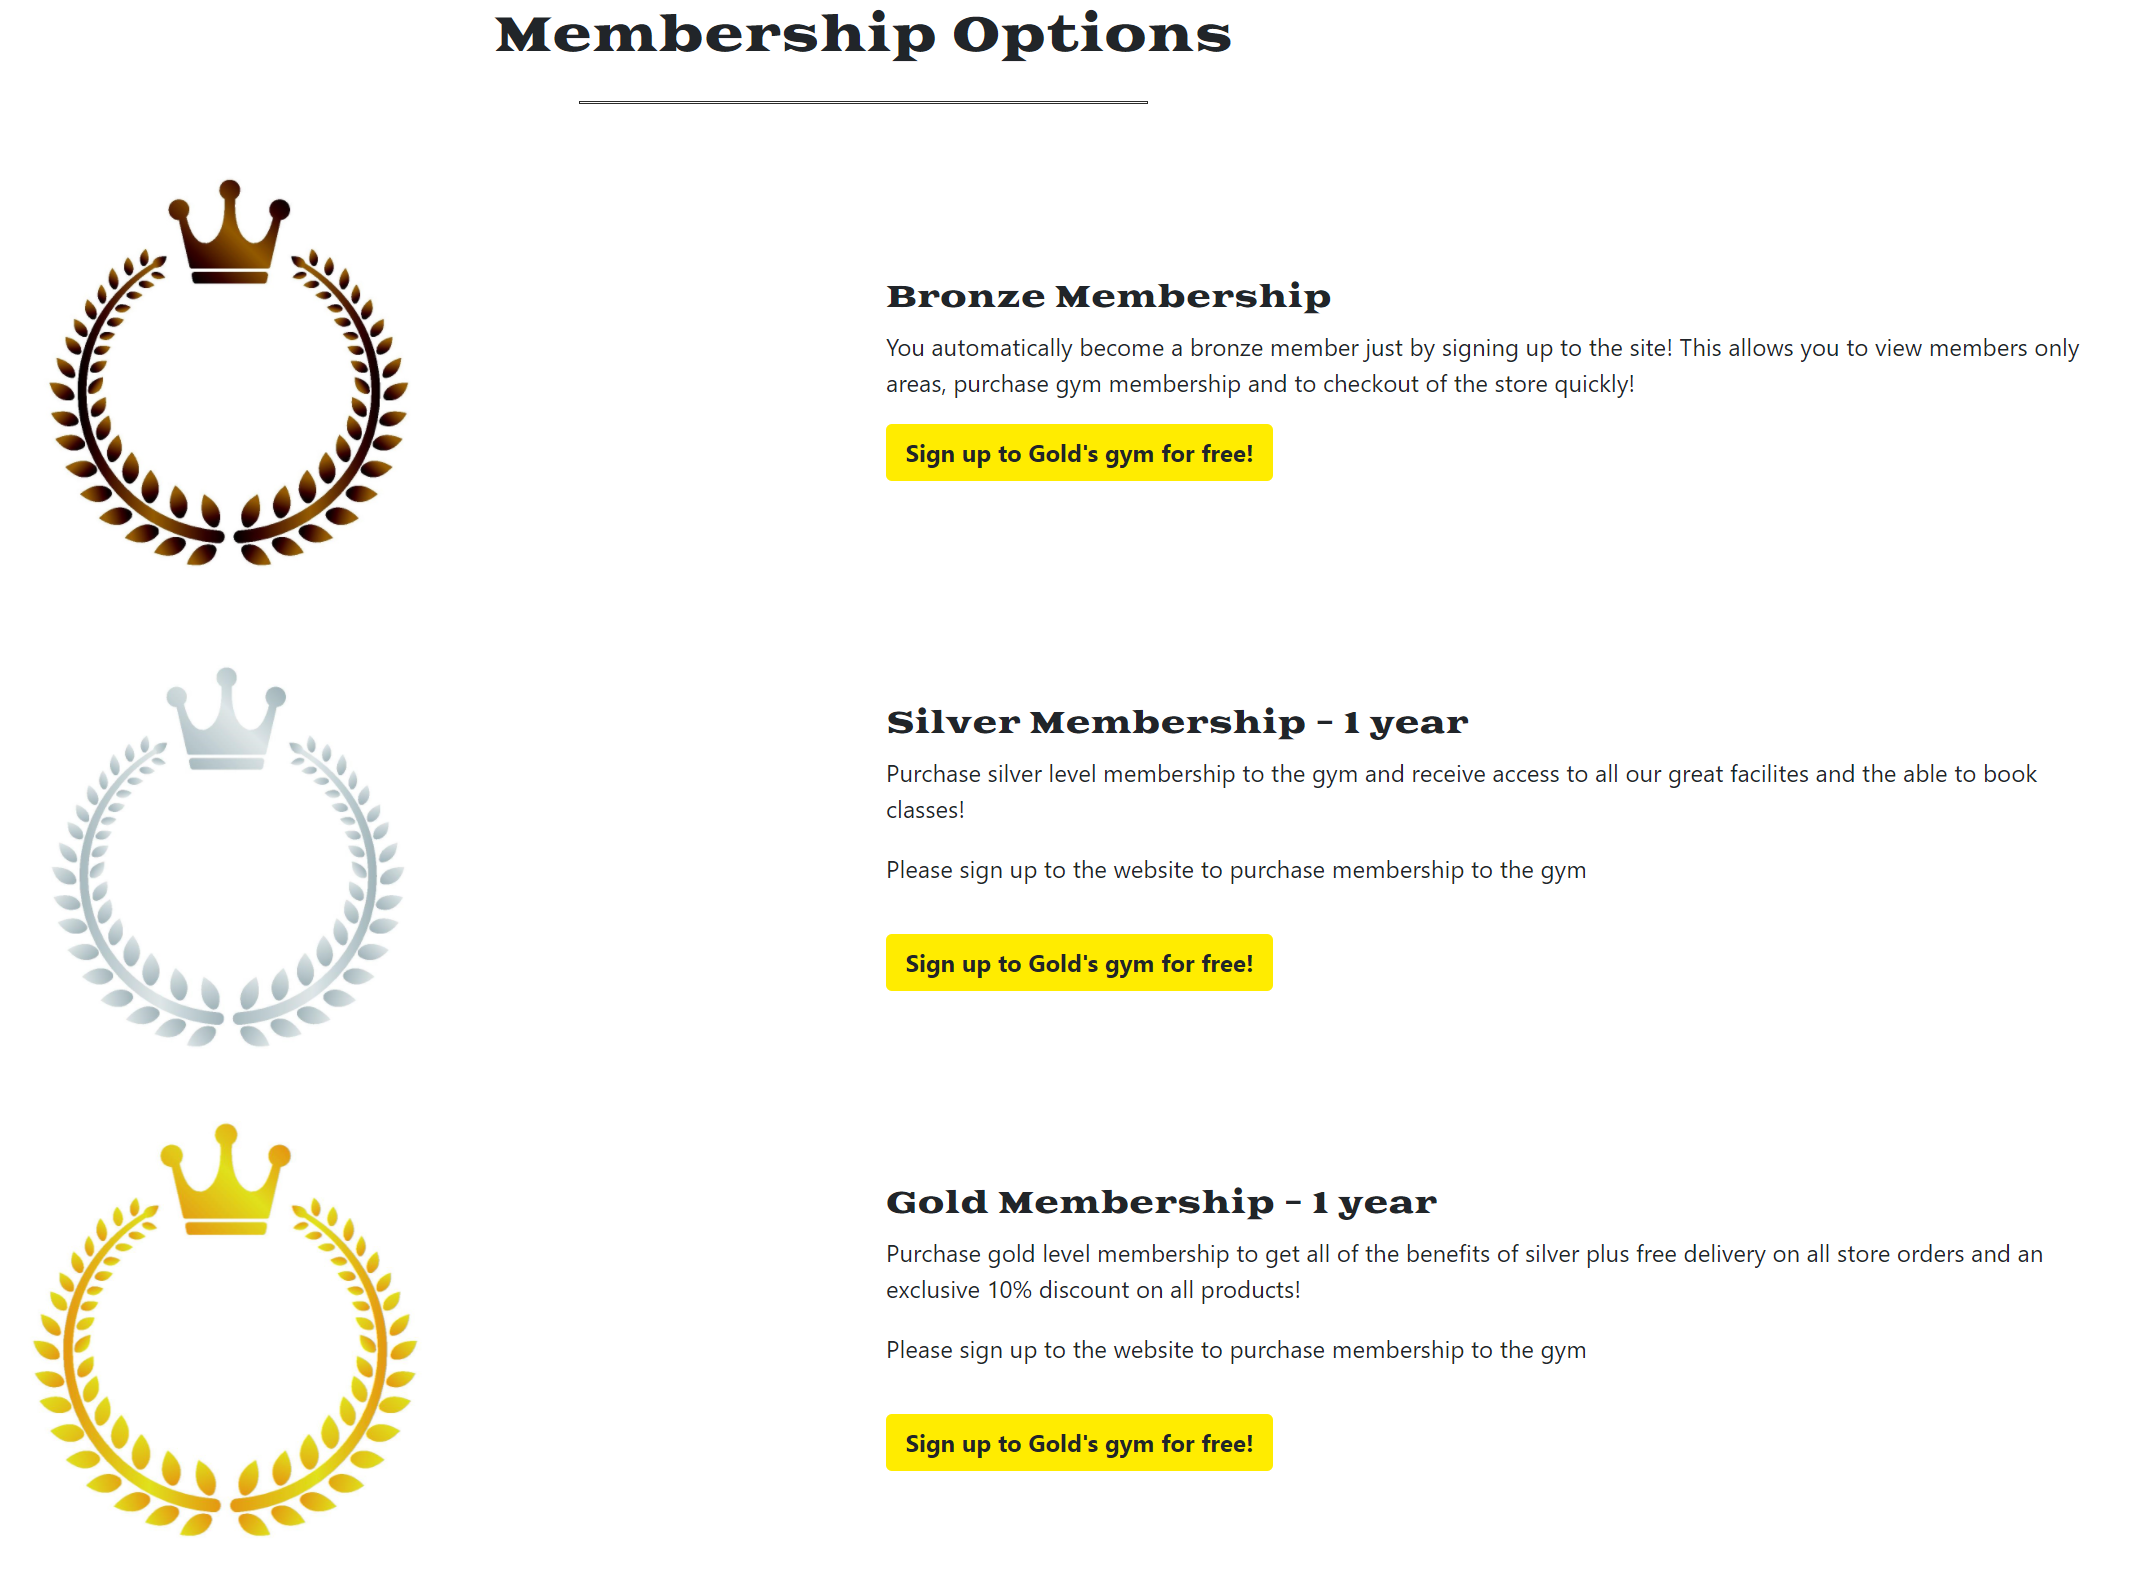 Membership Options
Bronze Membership
You automatically become a bronze member just by signing up to the site! This allows you to view members only
areas, purchase gym membership and to checkout of the store quickly!
Sign up to Gold's gym for free!
Silver Membership - 1 year
Purchase silver level membership to the gym and receive access to all our great facilites and the able to book
classes!
Please sign up to the website to purchase membership to the gym
Sign up to Gold's gym for free!
Gold Membership - 1 year
Purchase gold level membership to get all of the benefits of silver plus free delivery on all store orders and an
exclusive 10% discount on all products!
Please sign up to the website to purchase membership to the gym
Sign up to Gold's gym for free!